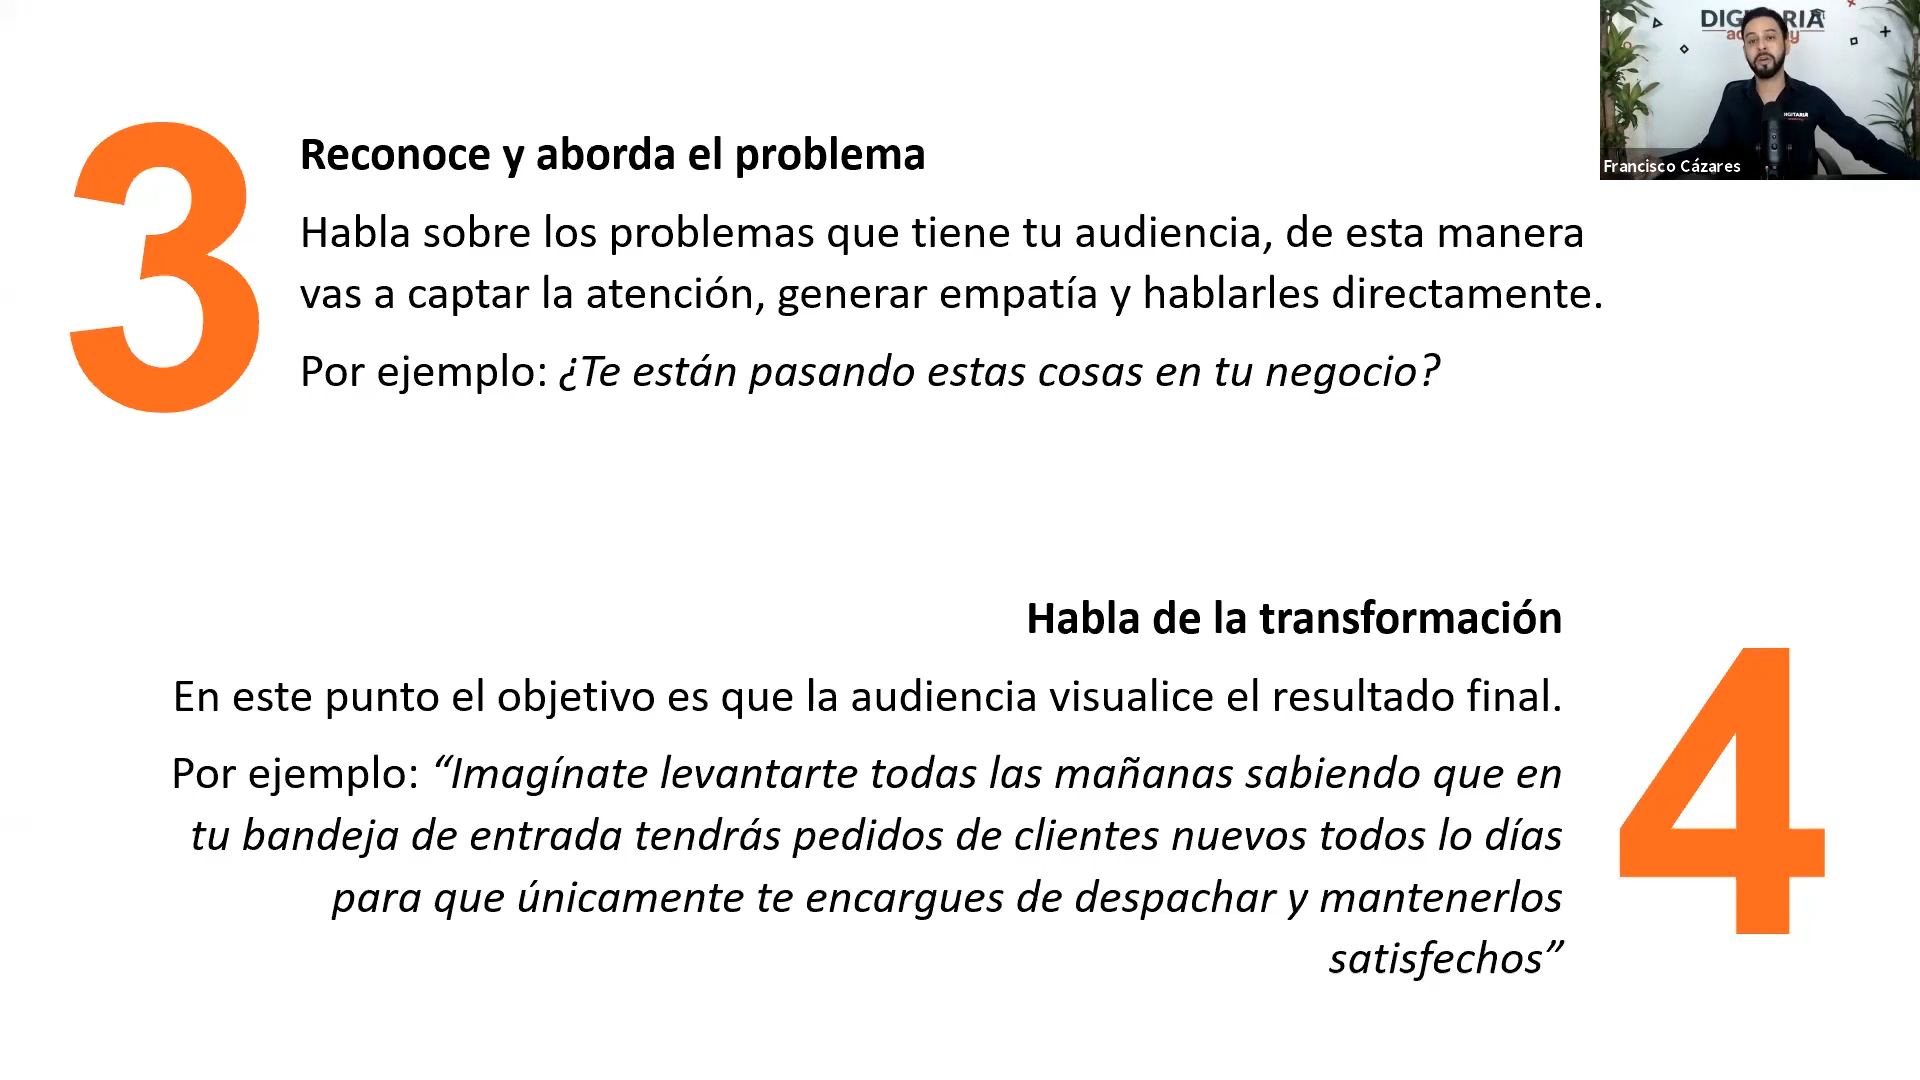 3
Reconoce y aborda el problema
Habla sobre los problemas que tiene tu audiencia, de esta manera
vas a captar la atención, generar empatía y hablarles directamente.
Por ejemplo: ¿Te están pasando estas cosas en tu negocio?
Francisco Cázares
Habla de la transformación
En este punto el objetivo es que la audiencia visualice el resultado final.
Por ejemplo: “Imagínate levantarte todas las mañanas sabiendo que en
tu bandeja de entrada tendrás pedidos de clientes nuevos todos lo días
para que únicamente te encargues de despachar y mantenerlos
satisfechos”
4